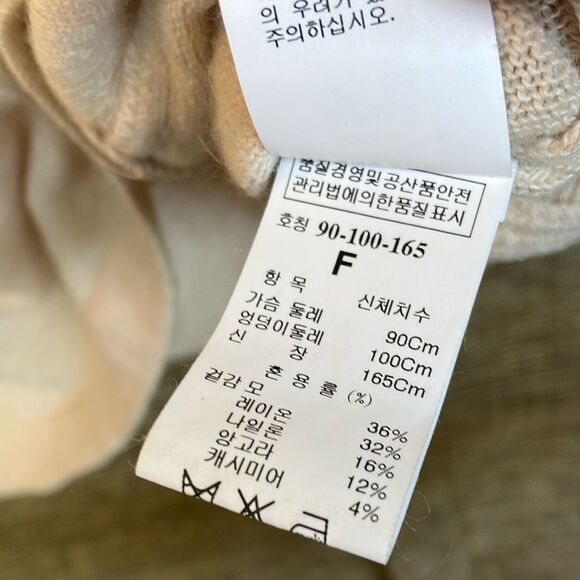 의 우려가
주의하십시오.
품질경영및공산품안전
관리법에의한품질표시
호칭 90-100-165
F
항 목 신체치수
가슴 둘레 90Cm
엉덩이둘레 100Cm
신 장 165Cm
혼 용 률 (%)
겉감 모 36%
레이온 32%
나일론 16%
앙고라 12%
캐시미어 4%